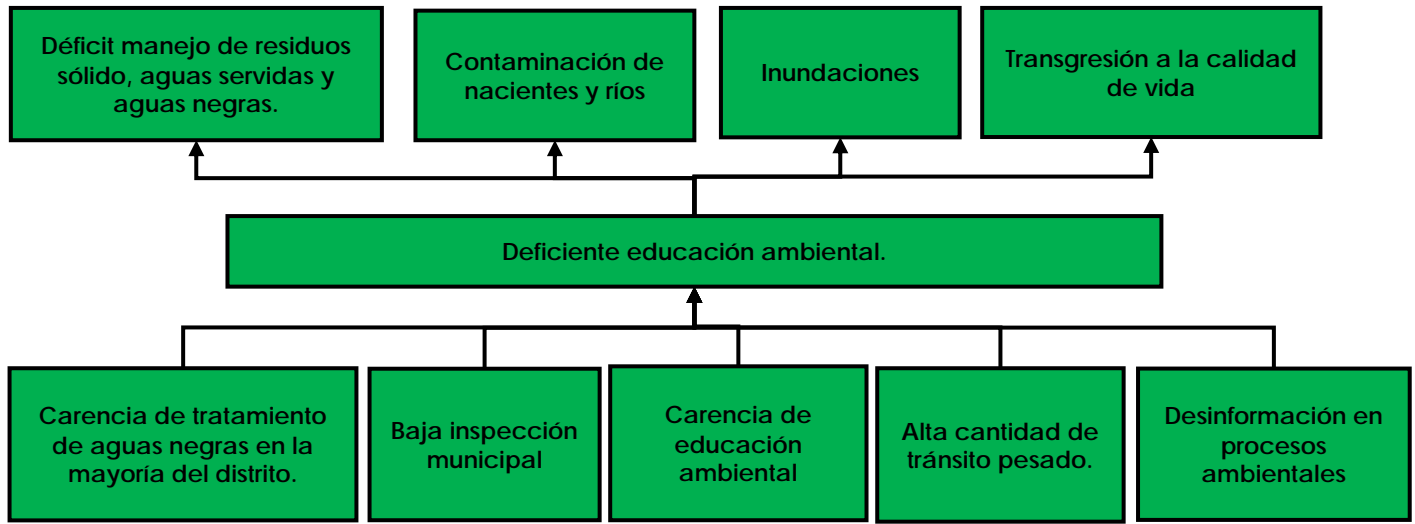 Déficit manejo de residuos
sólido, aguas servidas y
aguas negras.
Contaminación de
nacientes y ríos
Inundaciones
Transgresión a la calidad
de vida
Deficiente educación ambiental.
Carencia de tratamiento
de aguas negras en la
mayoría del distrito.
Baja inspección
municipal
Carencia de
educación
ambiental
Alta cantidad de
tránsito pesado.
Desinformación en
procesos
ambientales